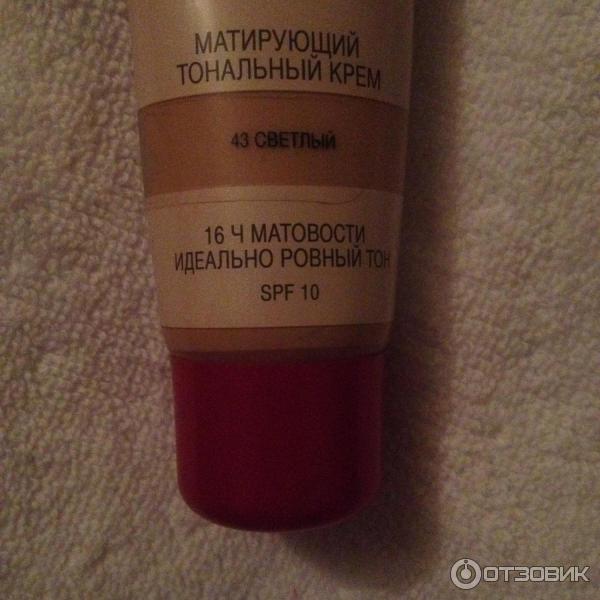 МАТИРУЮЩИЙ
ТОНАЛЬНЫЙ КРЕМ
43 СВЕТЛЫЙ
16 Ч МАТОВОСТИ
ИДЕАЛЬНО РОВНЫЙ ТОН
SPF 10
ОТЗОВИК